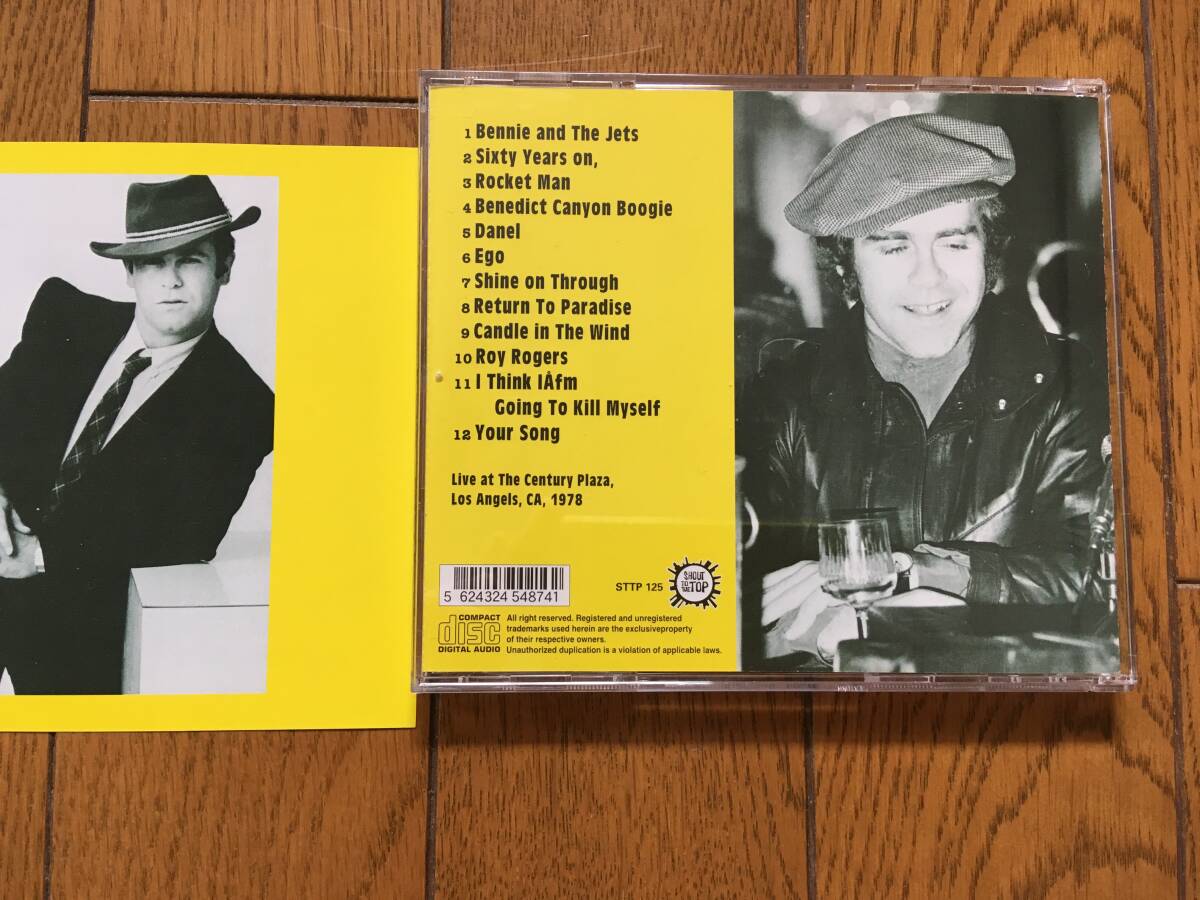 1 Bennie and The Jets
2 Sixty Years on,
3 Rocket Man
4 Benedict Canyon Boogie
5 Danel
6 Ego
7 Shine on Through
8 Return To Paradise
9 Candle in The Wind
10 Roy Rogers
11 I Think IÅfm
Going To Kill Myself
12 Your Song
Live at The Century Plaza,
Los Angels, CA, 1978
5 624324 548741
STTP 125
SHOUT TO THE TOP
COMPACT disc DIGITAL AUDIO
All right reserved. Registered and unregistered
trademarks used herein are the exclusiveproperty
of their respective owners.
Unauthorized duplication is a violation of applicable laws.